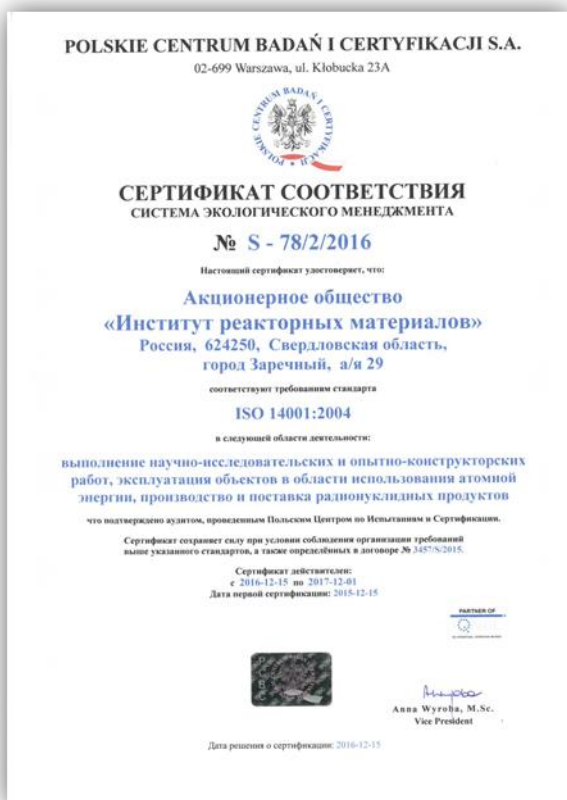 POLSKIE CENTRUM BADAŃ I CERTYFIKACJI S.A.
02-699 Warszawa, ul. Kłobucka 23A
POLSKIE CENTRUM BADAŃ I CERTYFIKACJI
СЕРТИФИКАТ СООТВЕТСТВИЯ
СИСТЕМА ЭКОЛОГИЧЕСКОГО МЕНЕДЖМЕНТА
№ S - 78/2/2016
Настоящий сертификат удостоверяет, что:
Акционерное общество
«Институт реакторных материалов»
Россия, 624250, Свердловская область,
город Заречный, а/я 29
соответствуют требованиям стандарта
ISO 14001:2004
в следующей области деятельности:
выполнение научно-исследовательских и опытно-конструкторских
работ, эксплуатация объектов в области использования атомной
энергии, производство и поставка радионуклидных продуктов
что подтверждено аудитом, проведенным Польским Центром по Испытаниям и Сертификации.
Сертификат сохраняет силу при условии соблюдения организации требований
выше указанного стандартов, а также определённых в договоре № 3457/S/2015.
Сертификат действителен:
с 2016-12-15 по 2017-12-01
Дата первой сертификации: 2015-12-15
PARTNER OF
Anna Wyroba, M.Sc.
Vice President
Дата решения о сертификации: 2016-12-15